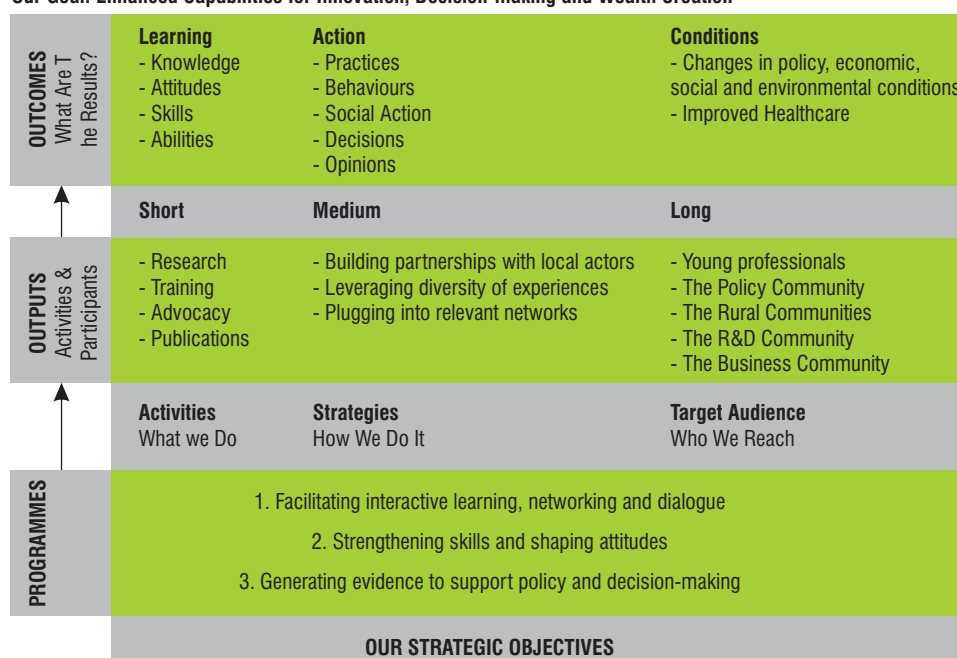 Our Goal: Enhanced Capabilities for Innovation, Decision-making and Wealth Creation
OUTCOMES
What Are T
he Results?
Learning
- Knowledge
- Attitudes
- Skills
- Abilities
Action
- Practices
- Behaviours
- Social Action
- Decisions
- Opinions
Conditions
- Changes in policy, economic,
social and environmental conditions
- Improved Healthcare
Short
Medium
Long
OUTPUTS
Activities &
Participants
- Research
- Training
- Advocacy
- Publications
- Building partnerships with local actors
- Leveraging diversity of experiences
- Plugging into relevant networks
- Young professionals
- The Policy Community
- The Rural Communities
- The R&D Community
- The Business Community
Activities
What we Do
Strategies
How We Do It
Target Audience
Who We Reach
PROGRAMMES
1. Facilitating interactive learning, networking and dialogue
2. Strengthening skills and shaping attitudes
3. Generating evidence to support policy and decision-making
OUR STRATEGIC OBJECTIVES